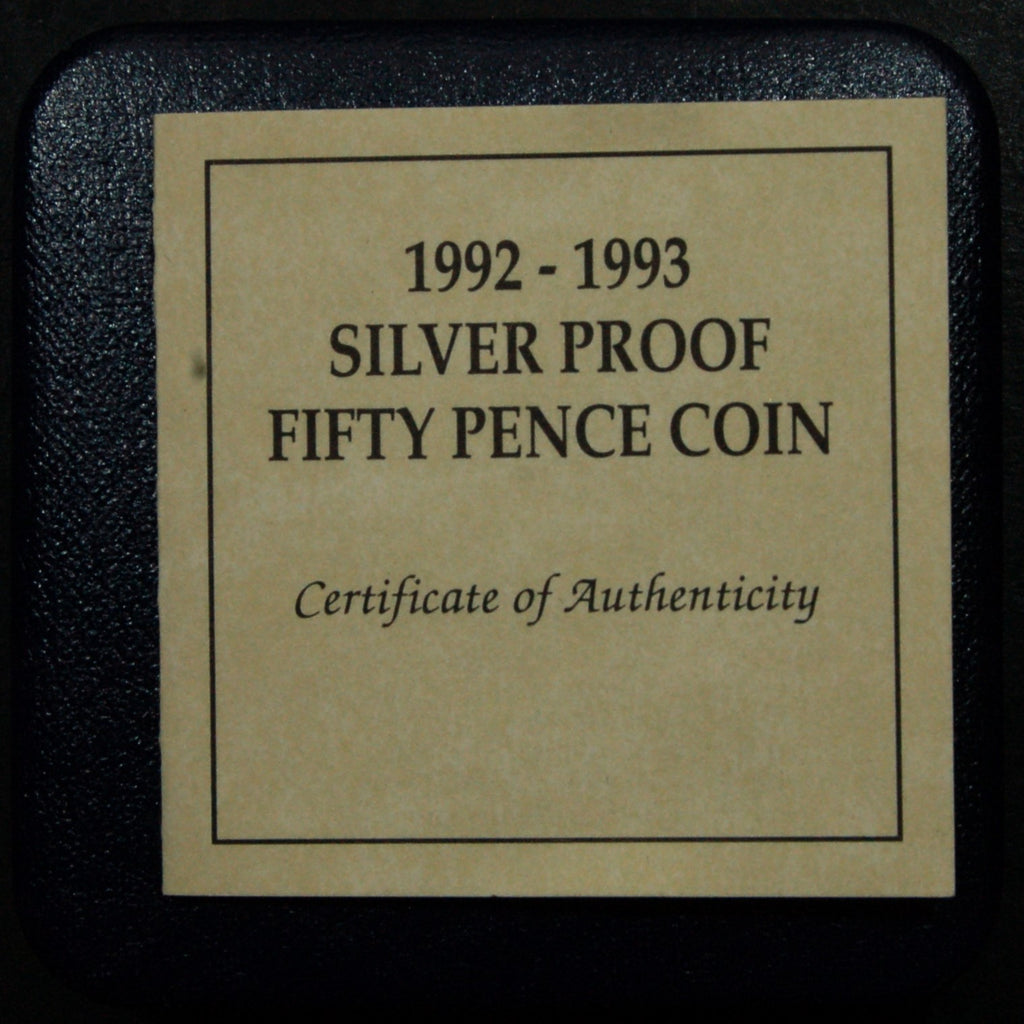 1992 - 1993
SILVER PROOF
FIFTY PENCE COIN
Certificate of Authenticity